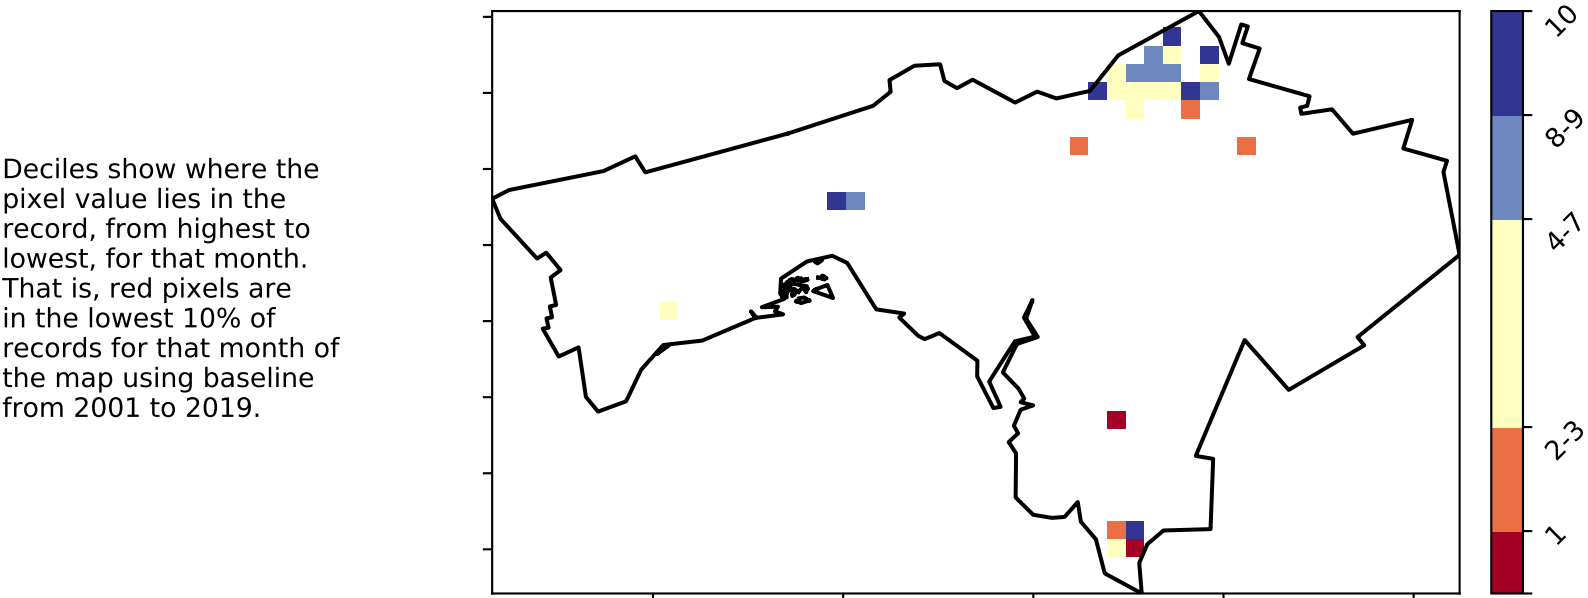 Deciles show where the
pixel value lies in the
record, from highest to
lowest, for that month.
That is, red pixels are
in the lowest 10% of
records for that month of
the map using baseline
from 2001 to 2019.
10
8-9
4-7
2-3
1